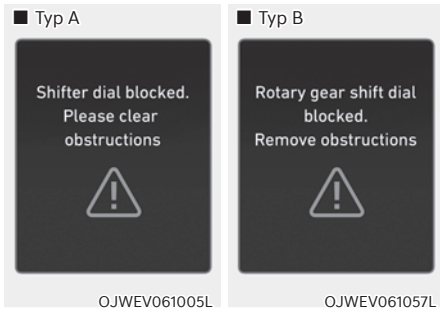 ■ Typ A
Shifter dial blocked.
Please clear
obstructions
OJWEV061005L
■ Typ B
Rotary gear shift dial
blocked.
Remove obstructions
OJWEV061057L